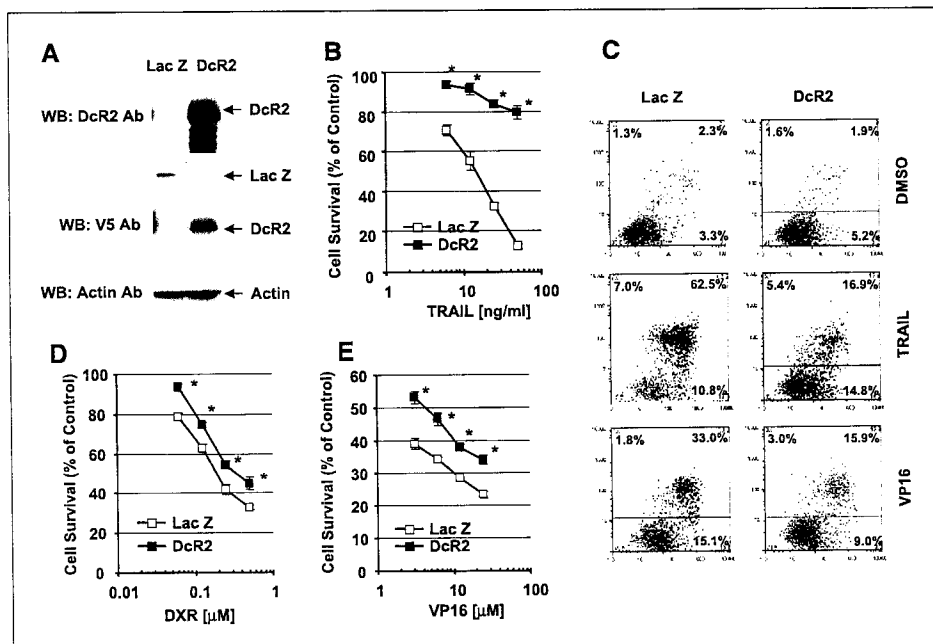 A
Lac Z DcR2
WB: DcR2 Ab
DcR2
Lac Z
WB: V5 Ab
DcR2
WB: Actin Ab
Actin
B
Cell Survival (% of Control)
100
80
60
40
20
0
* * * *
Lac Z
DcR2
1 10 100
TRAIL [ng/ml]
C
Lac Z DcR2
1.3% 2.3%
3.3%
1.6% 1.9%
5.2%
DMSO
7.0% 62.5%
10.8%
5.4% 16.9%
14.8%
TRAIL
1.8% 33.0%
15.1%
3.0% 15.9%
9.0%
VP16
D
Cell Survival (% of Control)
100
80
60
40
20
0
* * * *
Lac Z
DcR2
0.01 0.1 1
DXR [µM]
E
Cell Survival (% of Control)
60
50
40
30
20
10
0
* * * *
Lac Z
DcR2
1 10 100
VP16 [µM]